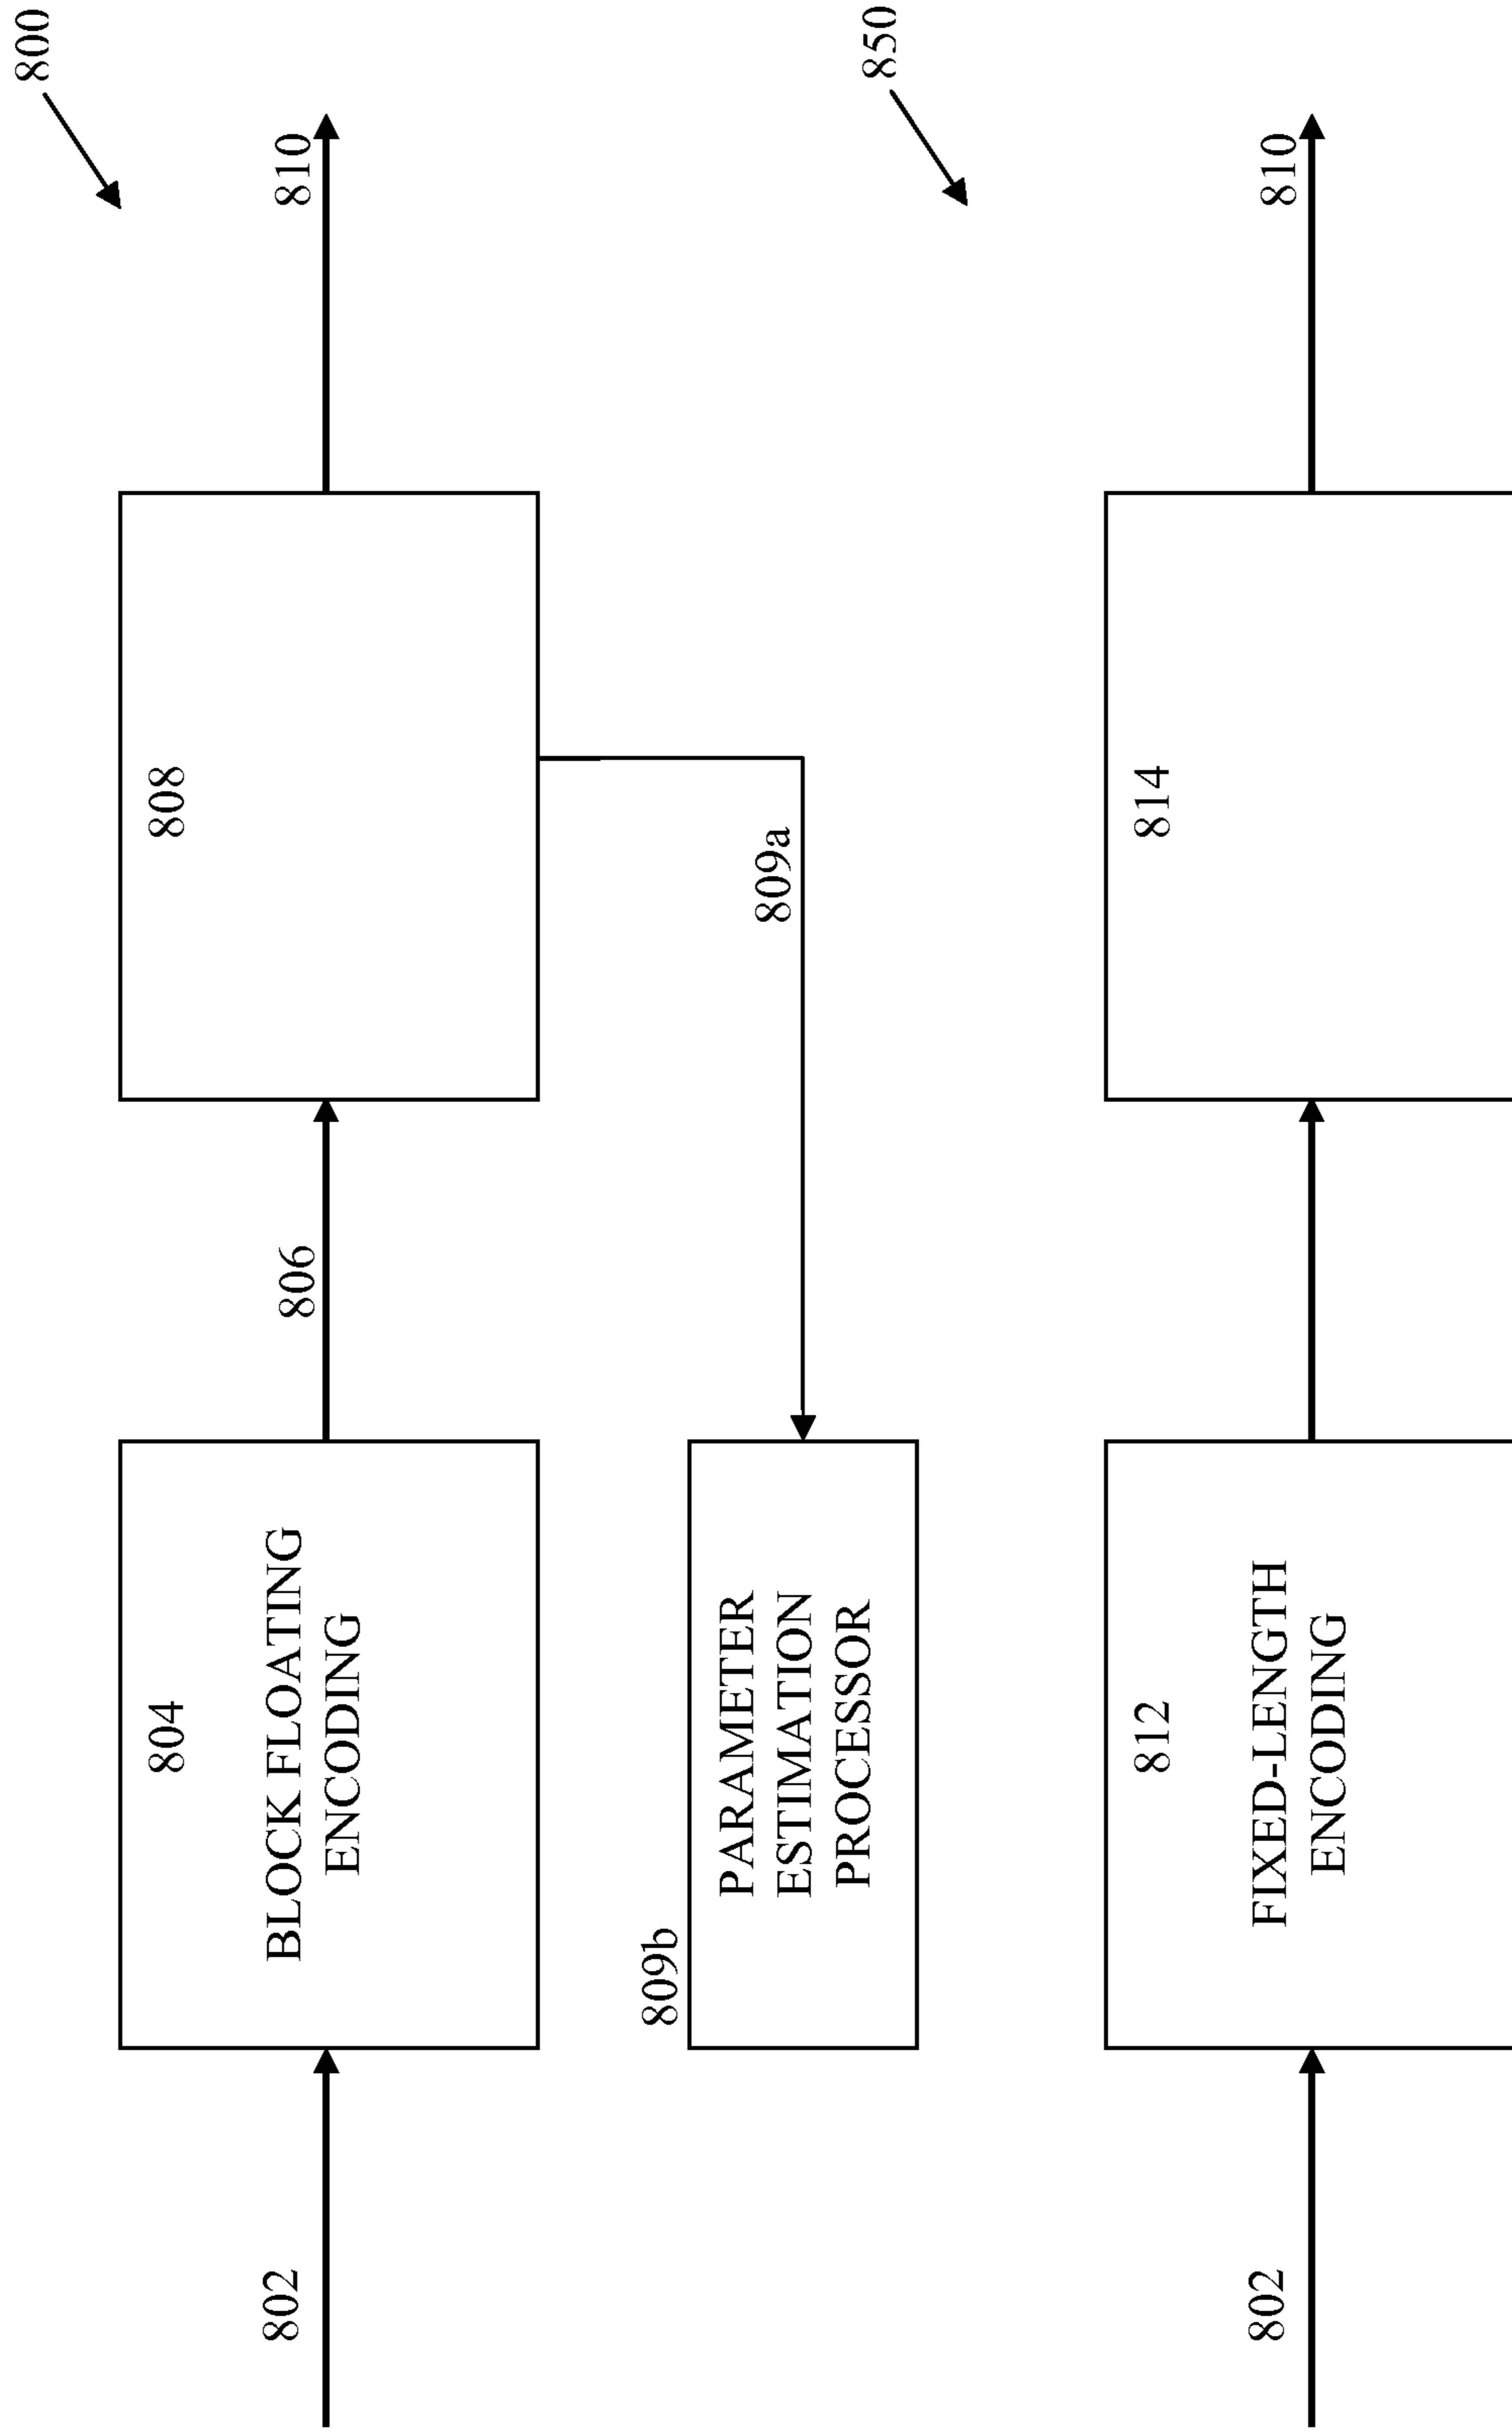 800
802
804
BLOCK FLOATING
ENCODING
806
808
810
809a
809b
PARAMETER
ESTIMATION
PROCESSOR
850
802
812
FIXED-LENGTH
ENCODING
814
810